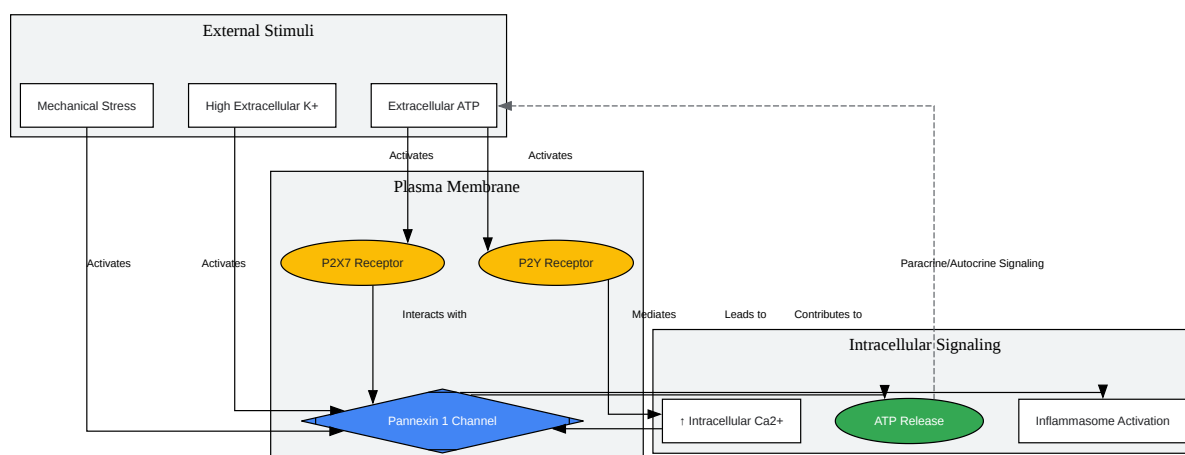 External Stimuli
Mechanical Stress
High Extracellular K+
Extracellular ATP
Activates
Activates
Plasma Membrane
P2X7 Receptor
P2Y Receptor
Activates
Activates
Paracrine/Autocrine Signaling
Interacts with
Mediates
Leads to
Contributes to
Intracellular Signaling
Pannexin 1 Channel
↑ Intracellular Ca2+
ATP Release
Inflammasome Activation